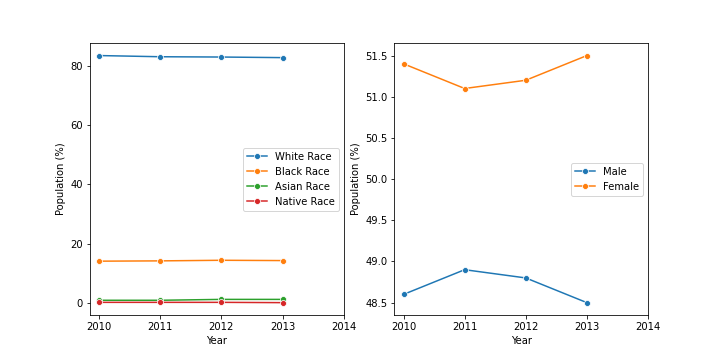 80
60
40
20
0
Population (%)
2010 2011 2012 2013 2014
Year
White Race
Black Race
Asian Race
Native Race
51.5
51.0
50.5
50.0
49.5
49.0
48.5
Population (%)
2010 2011 2012 2013 2014
Year
Male
Female